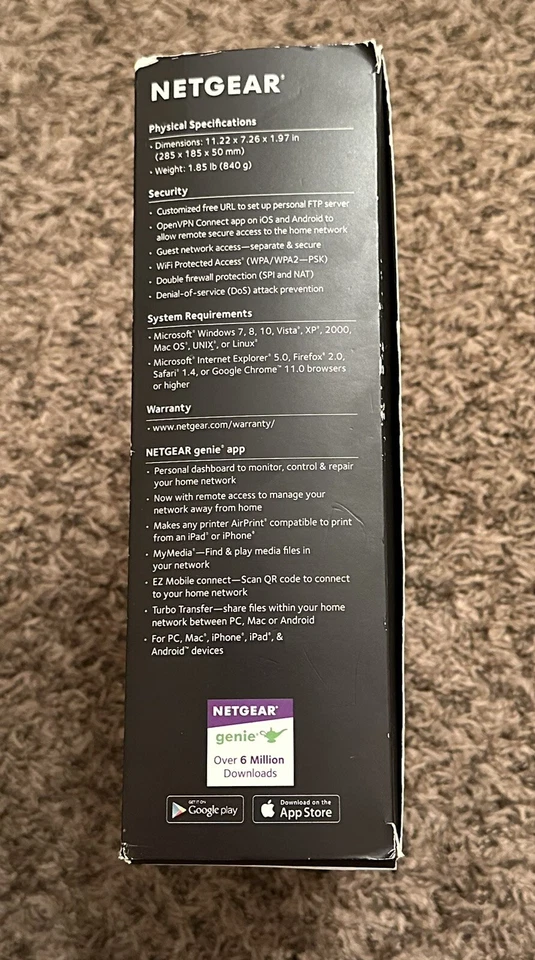 NETGEAR®
Physical Specifications
• Dimensions: 11.22 x 7.26 x 1.97 in
(285 x 185 x 50 mm)
• Weight: 1.85 lb (840 g)
Security
• Customized free URL to set up personal FTP server
• OpenVPN Connect app on iOS and Android to
allow remote secure access to the home network
• Guest network access—separate & secure
• WiFi Protected Access® (WPA/WPA2—PSK)
• Double firewall protection (SPI and NAT)
• Denial-of-service (DoS) attack prevention
System Requirements
• Microsoft® Windows 7, 8, 10, Vista®, XP®, 2000,
Mac OS®, UNIX®, or Linux®
• Microsoft® Internet Explorer® 5.0, Firefox® 2.0,
Safari® 1.4, or Google Chrome™ 11.0 browsers
or higher
Warranty
• www.netgear.com/warranty/
NETGEAR genie® app
• Personal dashboard to monitor, control & repair
your home network
• Now with remote access to manage your
network away from home
• Makes any printer AirPrint® compatible to print
from an iPad® or iPhone®
• MyMedia™—Find & play media files in
your network
• EZ Mobile connect—Scan QR code to connect
to your home network
• Turbo Transfer—share files within your home
network between PC, Mac or Android
• For PC, Mac®, iPhone®, iPad®, &
Android™ devices
NETGEAR®
genie®
Over 6 Million
Downloads
GET IT ON
Google play
Download on the
App Store